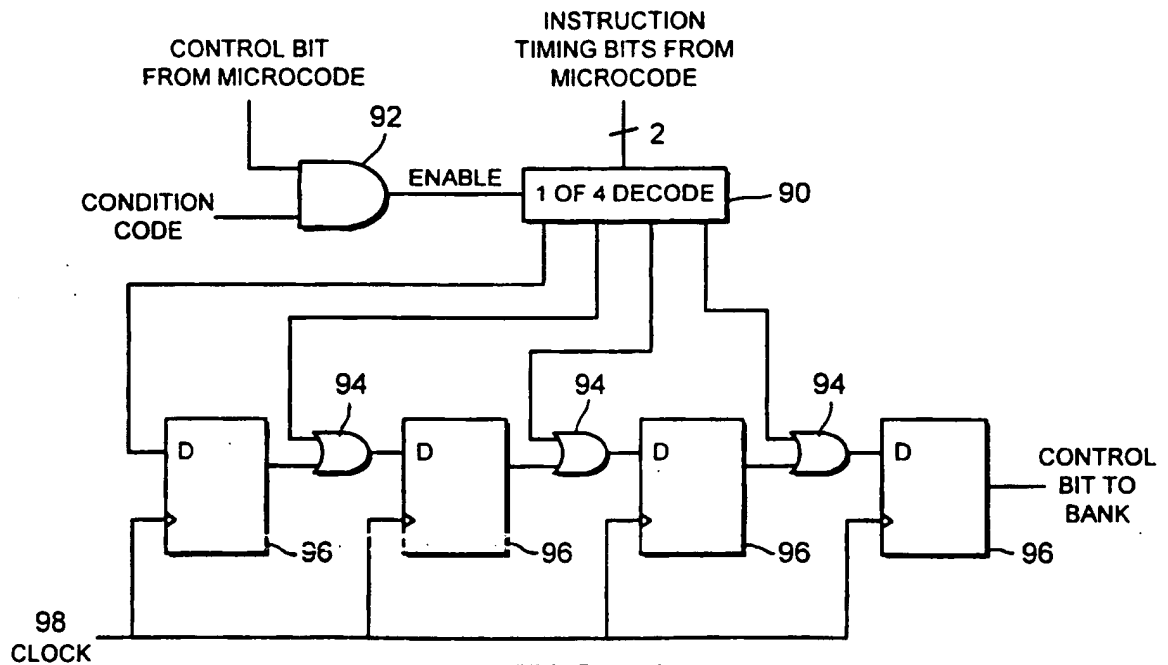 INSTRUCTION
TIMING BITS FROM
MICROCODE
CONTROL BIT
FROM MICROCODE
92
2
ENABLE
1 OF 4 DECODE
90
CONDITION
CODE
94
94
94
D
D
D
D
CONTROL
BIT TO
BANK
96
96
96
96
98
CLOCK